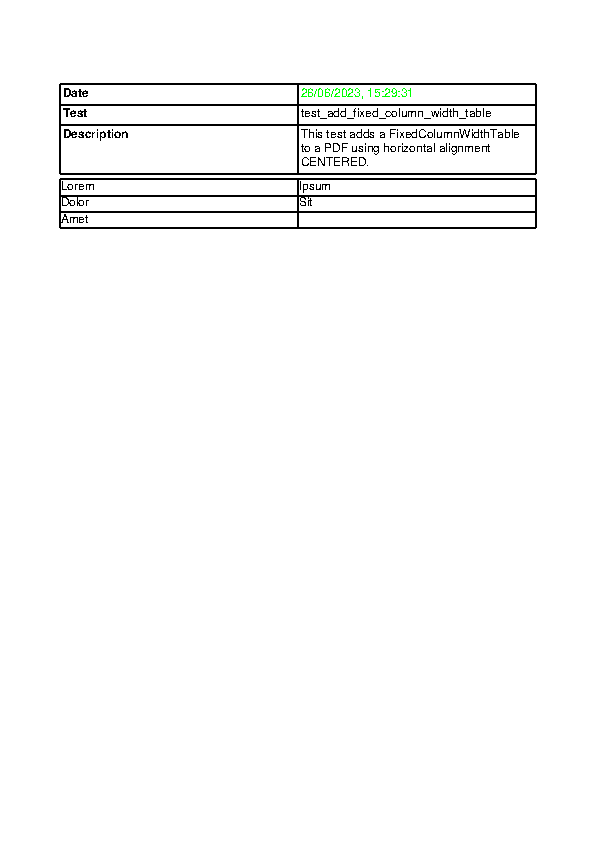 Date 26/06/2023, 15:29:31
Test test_add_fixed_column_width_table
Description This test adds a FixedColumnWidthTable
to a PDF using horizontal alignment
CENTERED.
Lorem Ipsum
Dolor Sit
Amet